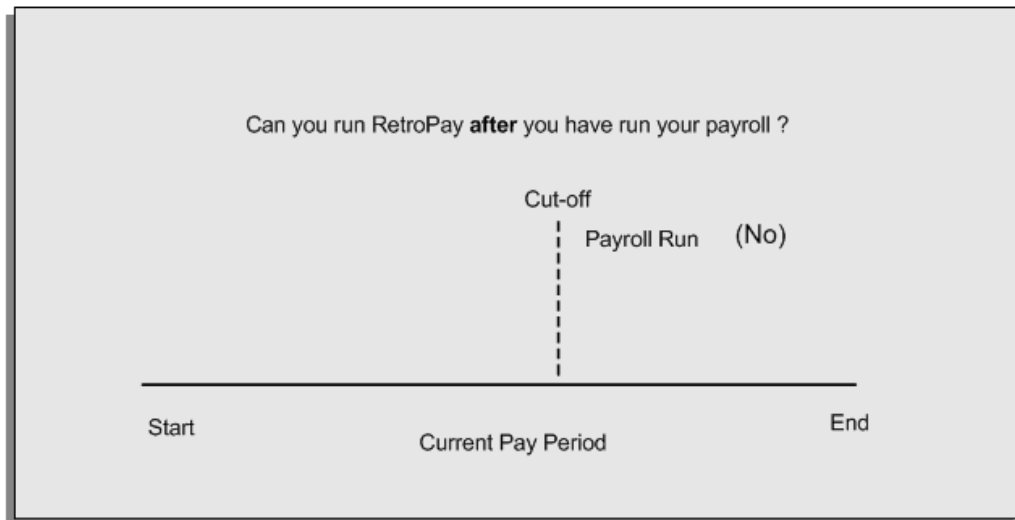 Can you run RetroPay after you have run your payroll ?
Cut-off
Payroll Run (No)
Start
End
Current Pay Period